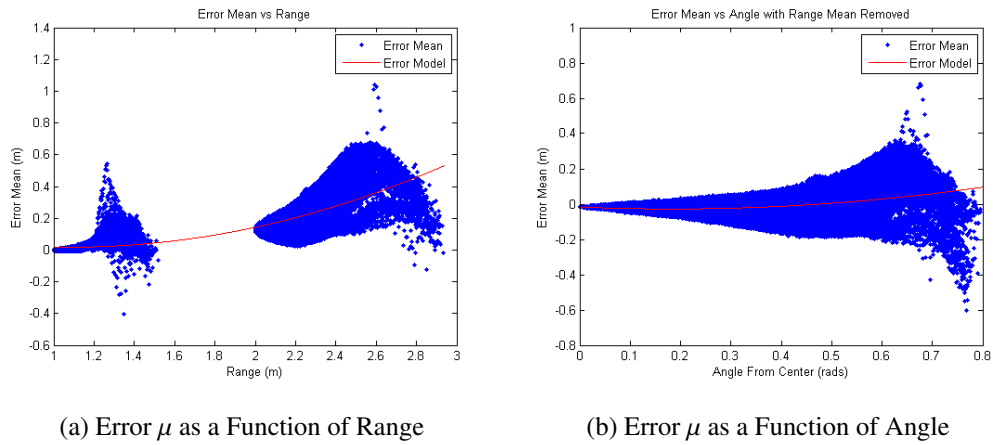 Error Mean vs Range
Error Mean (m)
1.4
1.2
1
0.8
0.6
0.4
0.2
0
-0.2
-0.4
-0.6
Error Mean
Error Model
1 1.2 1.4 1.6 1.8 2 2.2 2.4 2.6 2.8 3
Range (m)
(a) Error μ as a Function of Range
Error Mean vs Angle with Range Mean Removed
Error Mean (m)
1
0.8
0.6
0.4
0.2
0
-0.2
-0.4
-0.6
-0.8
Error Mean
Error Model
0 0.1 0.2 0.3 0.4 0.5 0.6 0.7 0.8
Angle From Center (rads)
(b) Error μ as a Function of Angle